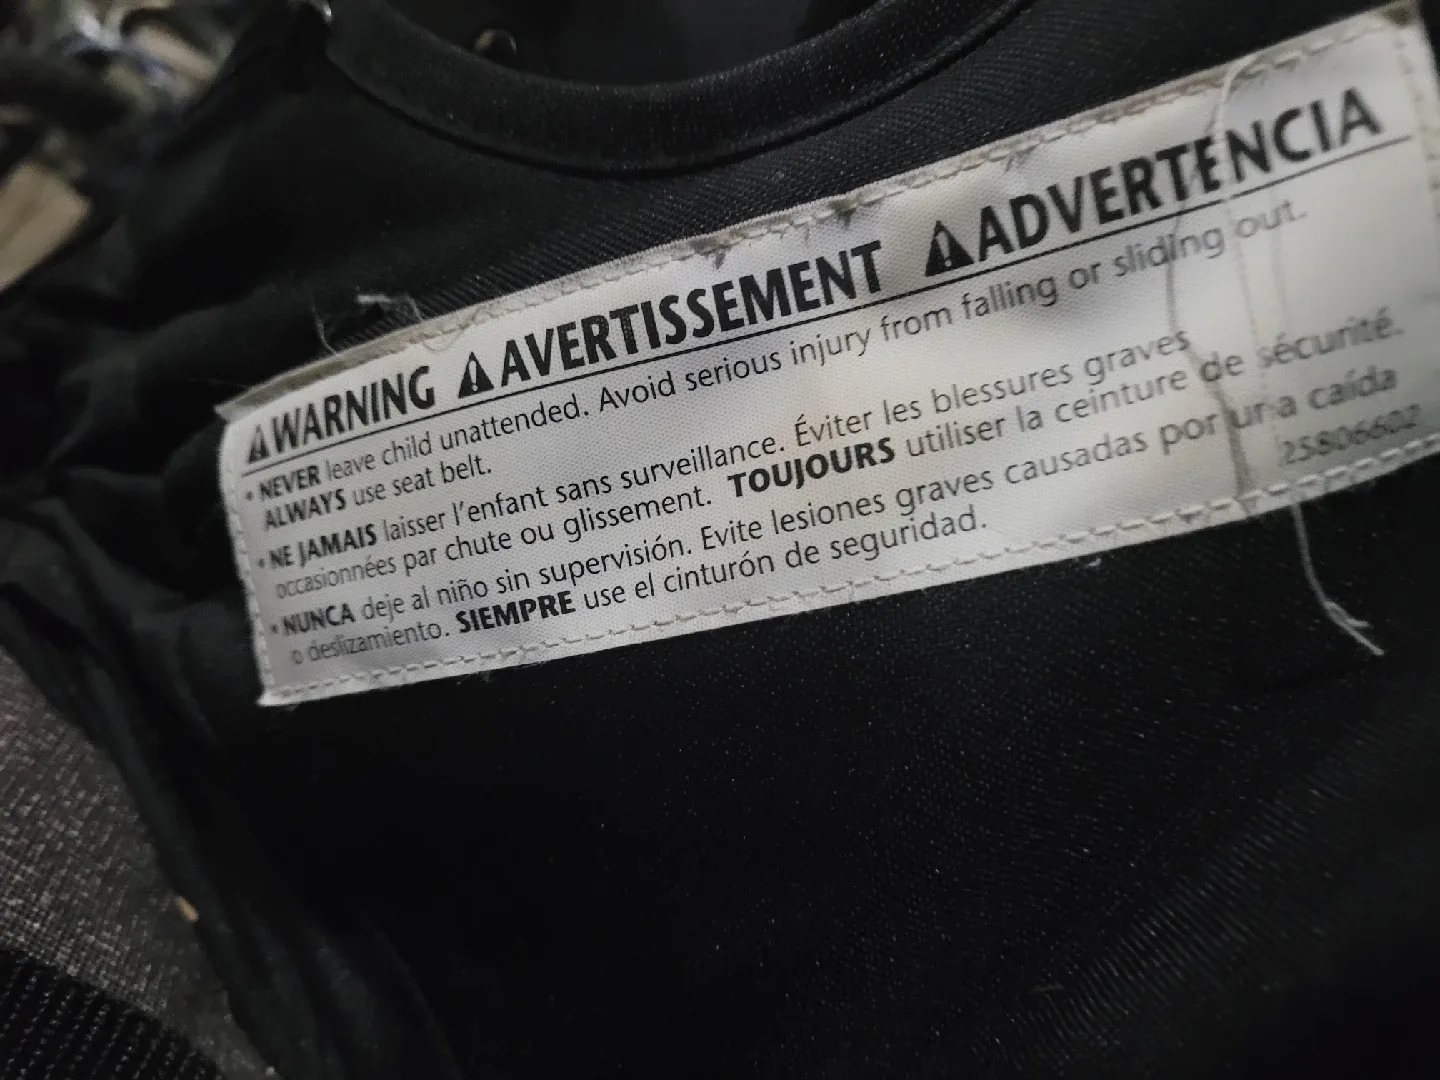 WARNING AVERTISSEMENT ADVERTENCIA
• NEVER leave child unattended. Avoid serious injury from falling or sliding out.
ALWAYS use seat belt.
• NE JAMAIS laisser l'enfant sans surveillance. Éviter les blessures graves
occasionnées par chute ou glissement. TOUJOURS utiliser la ceinture de sécurité.
• NUNCA deje al niño sin supervisión. Evite lesiones graves causadas por una caída
o deslizamiento. SIEMPRE use el cinturón de seguridad.
25806602